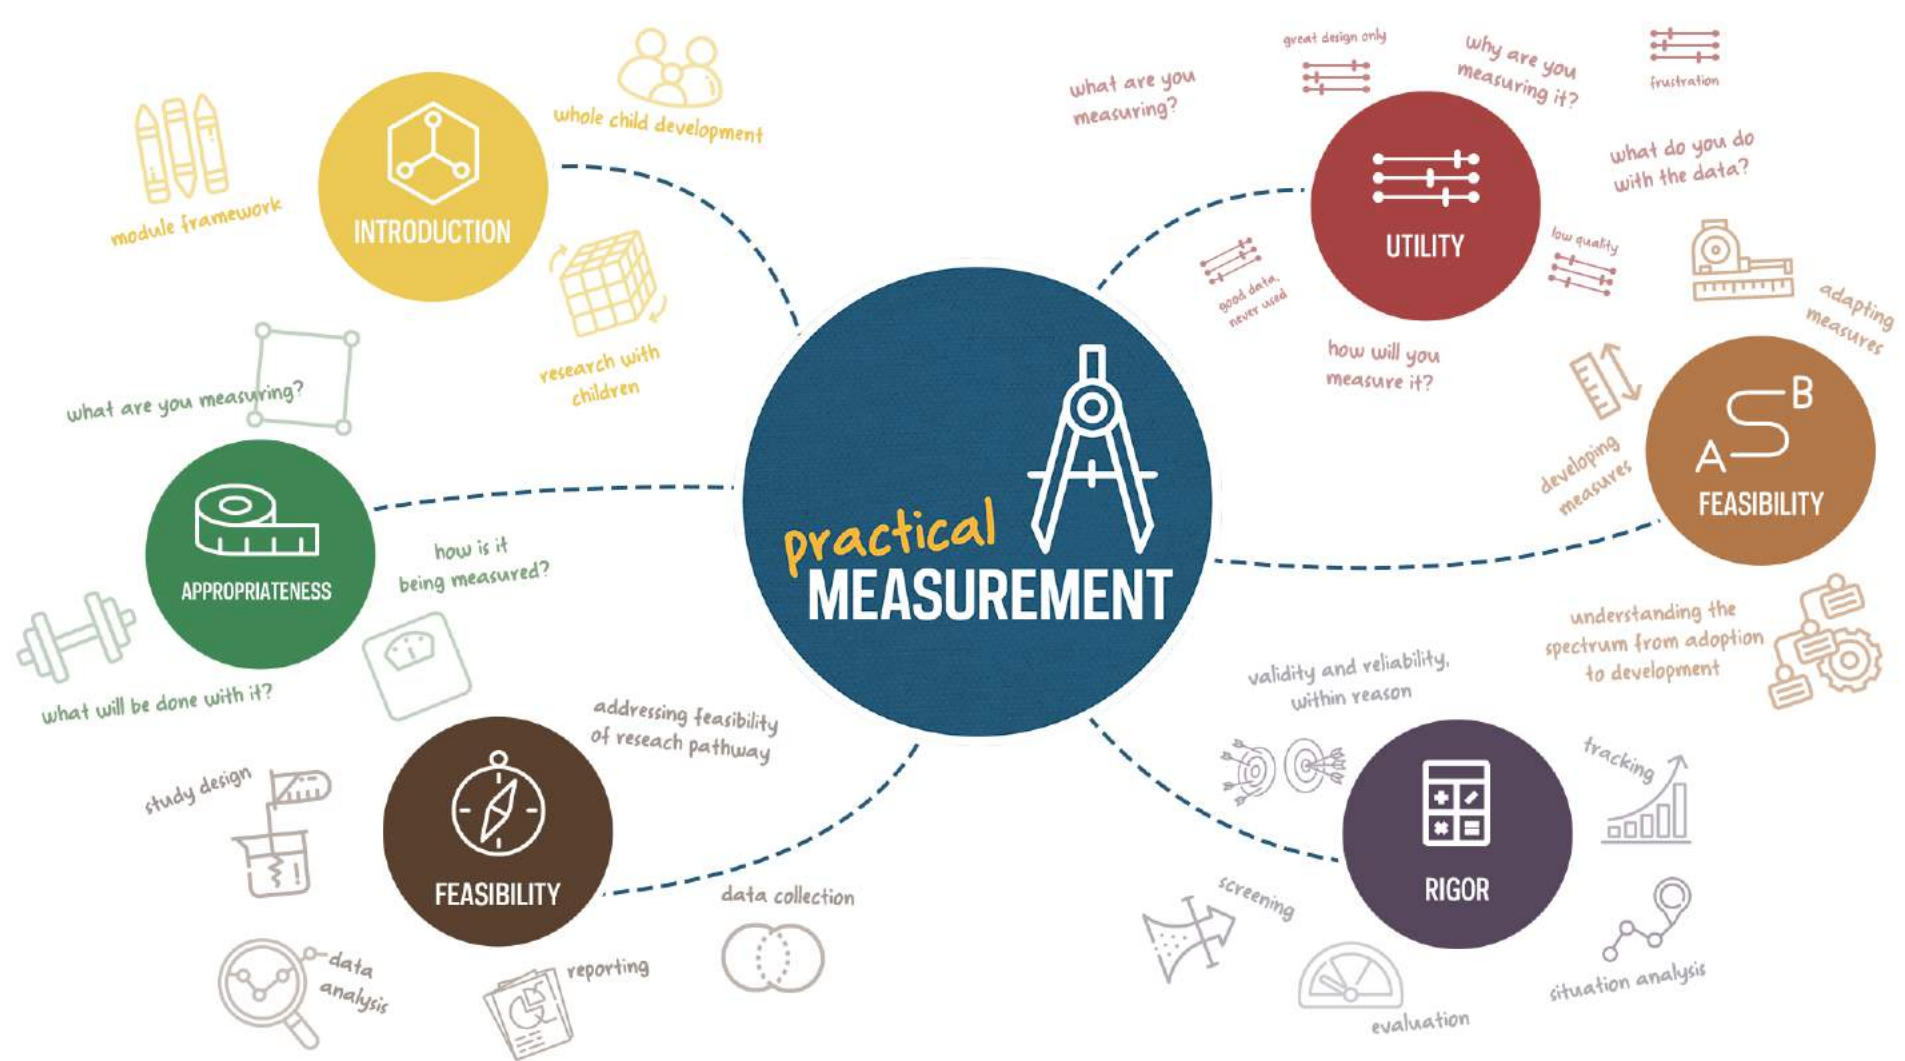 practical
MEASUREMENT
INTRODUCTION
module framework
whole child development
research with
children
UTILITY
what are you
measuring?
great design only
why are you
measuring it?
frustration
what do you do
with the data?
low quality
good data,
never used
how will you
measure it?
A
B
FEASIBILITY
adapting
measures
developing
measures
understanding the
spectrum from adoption
to development
APPROPRIATENESS
what are you measuring?
how is it
being measured?
what will be done with it?
FEASIBILITY
addressing feasibility
of reseach pathway
study design
data
analysis
reporting
data collection
RIGOR
validity and reliability,
within reason
tracking
screening
evaluation
situation analysis